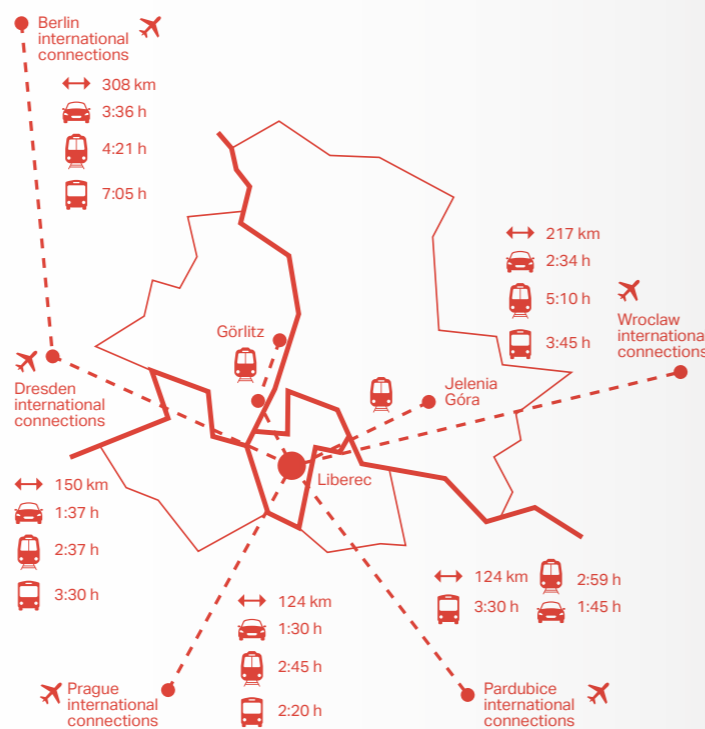 Berlin
international
connections
308 km
3:36 h
4:21 h
7:05 h
217 km
2:34 h
5:10 h
3:45 h
Wroclaw
international
connections
Görlitz
Dresden
international
connections
Jelenia
Góra
Liberec
150 km
1:37 h
2:37 h
3:30 h
124 km
1:30 h
2:45 h
2:20 h
124 km
2:59 h
3:30 h
1:45 h
Prague
international
connections
Pardubice
international
connections